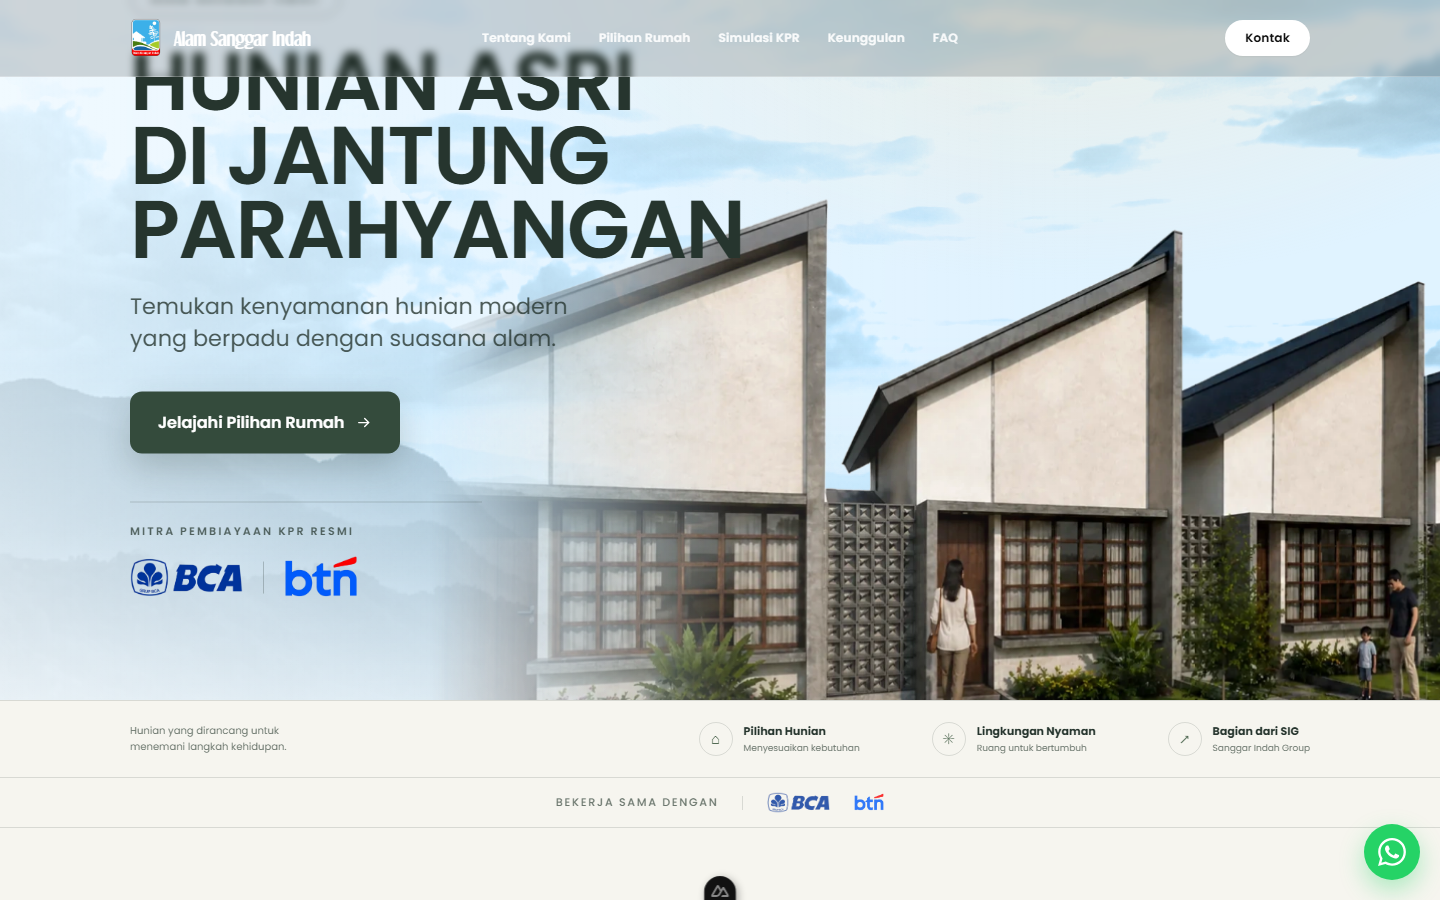 Alam Sanggar Indah
Tentang Kami
Pilihan Rumah
Simulasi KPR
Keunggulan
FAQ
Kontak
HUNIAN ASRI
DI JANTUNG
PARAHYANGAN
Temukan kenyamanan hunian modern
yang berpadu dengan suasana alam.
Jelajahi Pilihan Rumah →
MITRA PEMBIAYAAN KPR RESMI
BCA
btn
Hunian yang dirancang untuk
menemani langkah kehidupan.
Pilihan Hunian
Menyesuaikan kebutuhan
Lingkungan Nyaman
Ruang untuk bertumbuh
Bagian dari SIG
Sanggar Indah Group
BEKERJA SAMA DENGAN
BCA
btn